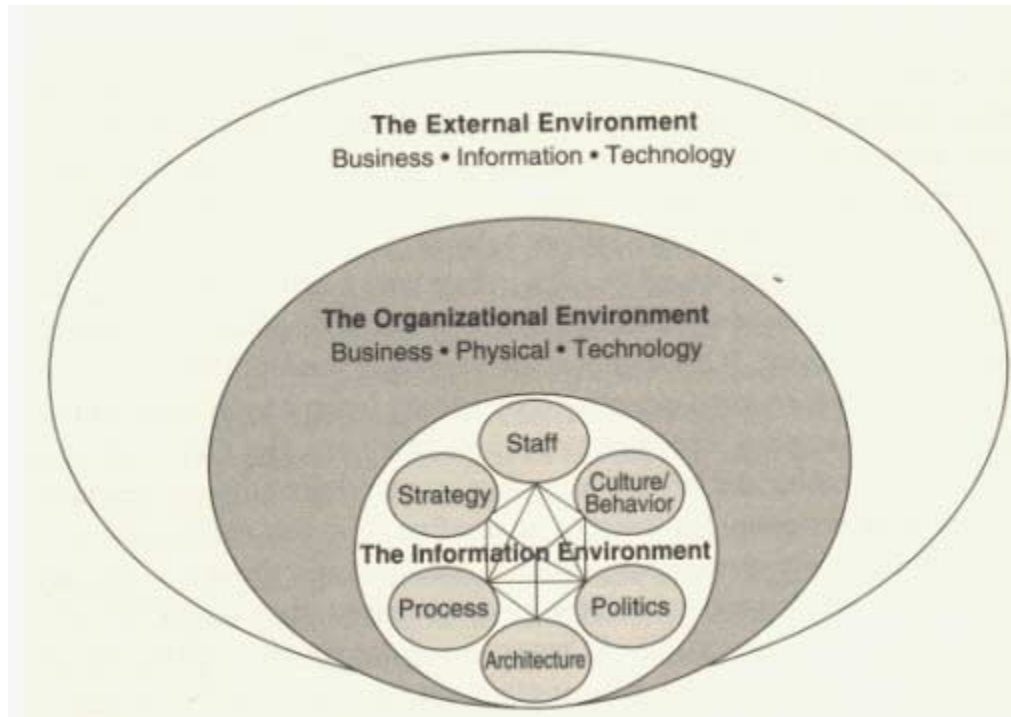 The External Environment
Business • Information • Technology
The Organizational Environment
Business • Physical • Technology
Staff
Strategy
Culture/
Behavior
The Information Environment
Process
Politics
Architecture